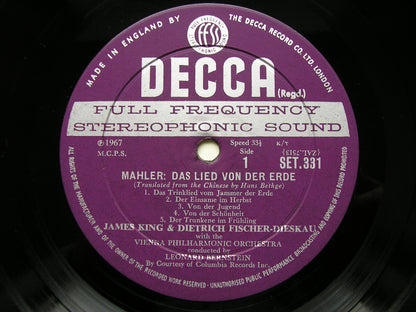 MADE IN ENGLAND BY
THE DECCA RECORD CO. LTD. LONDON
FULL FREQUENCY
FFSS
DECCA
(Regd.)
FULL FREQUENCY
STEREOPHONIC SOUND
℗1967
Speed 33⅓
K/T
M.C.P.S.
Side
1
(ZAL.7513)
SET.331
MAHLER: DAS LIED VON DER ERDE
(Translated from the Chinese by Hans Bethge)
1. Das Trinklied vom Jammer der Erde
2. Der Einsame im Herbst
3. Von der Jugend
4. Von der Schönheit
5. Der Trunkene im Frühling
JAMES KING & DIETRICH FISCHER-DIESKAU
with the
VIENNA PHILHARMONIC ORCHESTRA
conducted by
LEONARD BERNSTEIN
By Courtesy of Columbia Records Inc.
ALL RIGHTS OF THE MANUFACTURER AND OF THE OWNER OF THE RECORDED WORK RESERVED · UNAUTHORISED PUBLIC PERFORMANCE BROADCASTING AND COPYING OF THIS RECORD PROHIBITED